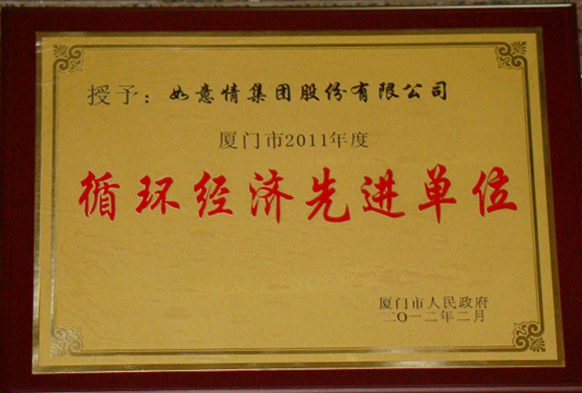 授予：如意情集团股份有限公司
厦门市2011年度
循环经济先进单位
厦门市人民政府
二〇一二年二月